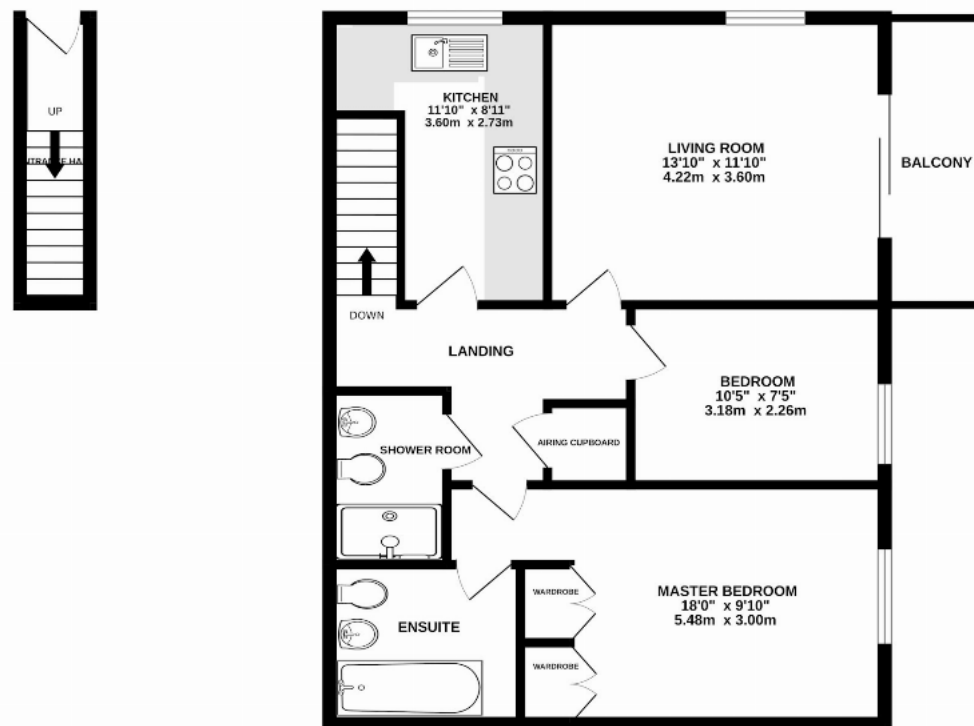 UP
KITCHEN
11'10" x 8'11"
3.60m x 2.73m
LIVING ROOM
13'10" x 11'10"
4.22m x 3.60m
BALCONY
DOWN
LANDING
BEDROOM
10'5" x 7'5"
3.18m x 2.26m
SHOWER ROOM
AIRING CUPBOARD
MASTER BEDROOM
18'0" x 9'10"
5.48m x 3.00m
WARDROBE
ENSUITE
WARDROBE